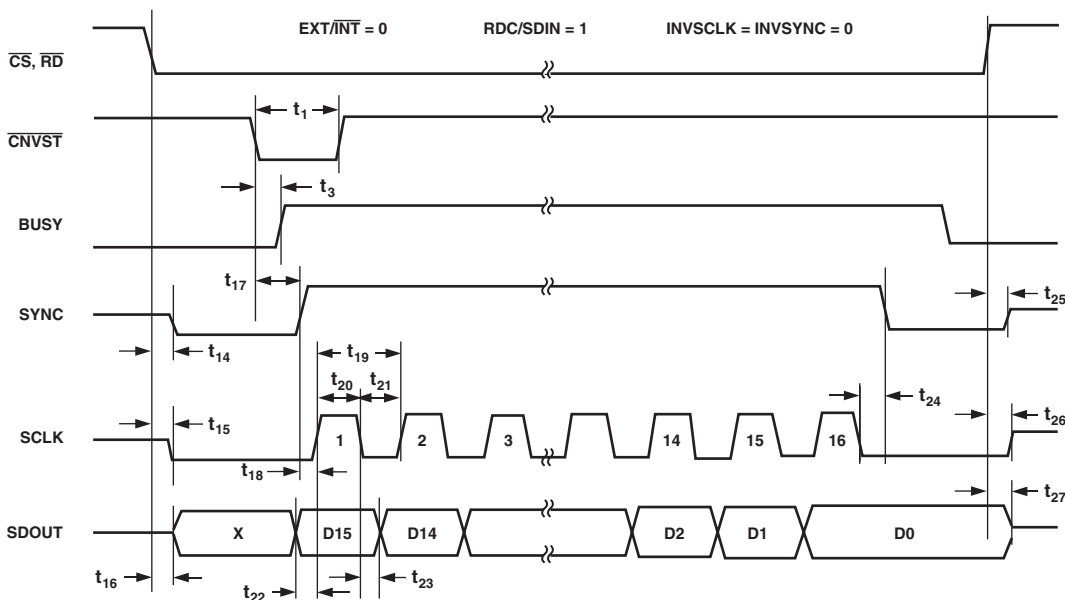 EXT/INT = 0 RDC/SDIN = 1 INVSCLK = INVSYNC = 0
CS, RD
t1
CNVST
t3
BUSY
t17
SYNC
t25
t14
t19
t20 t21
t24
t15
t26
SCLK
1 2 3 14 15 16
t18
t27
SDOUT
X D15 D14 D2 D1 D0
t16
t22
t23